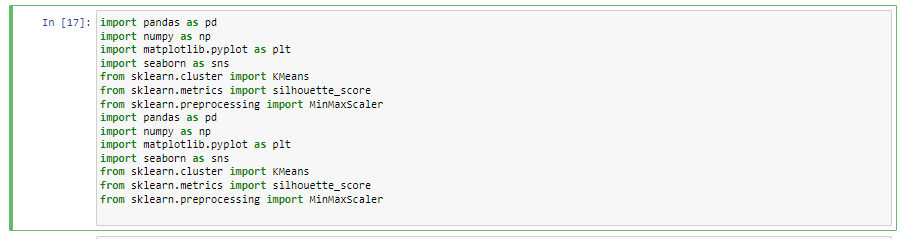 In [17]:
import pandas as pd
import numpy as np
import matplotlib.pyplot as plt
import seaborn as sns
from sklearn.cluster import KMeans
from sklearn.metrics import silhouette_score
from sklearn.preprocessing import MinMaxScaler
import pandas as pd
import numpy as np
import matplotlib.pyplot as plt
import seaborn as sns
from sklearn.cluster import KMeans
from sklearn.metrics import silhouette_score
from sklearn.preprocessing import MinMaxScaler